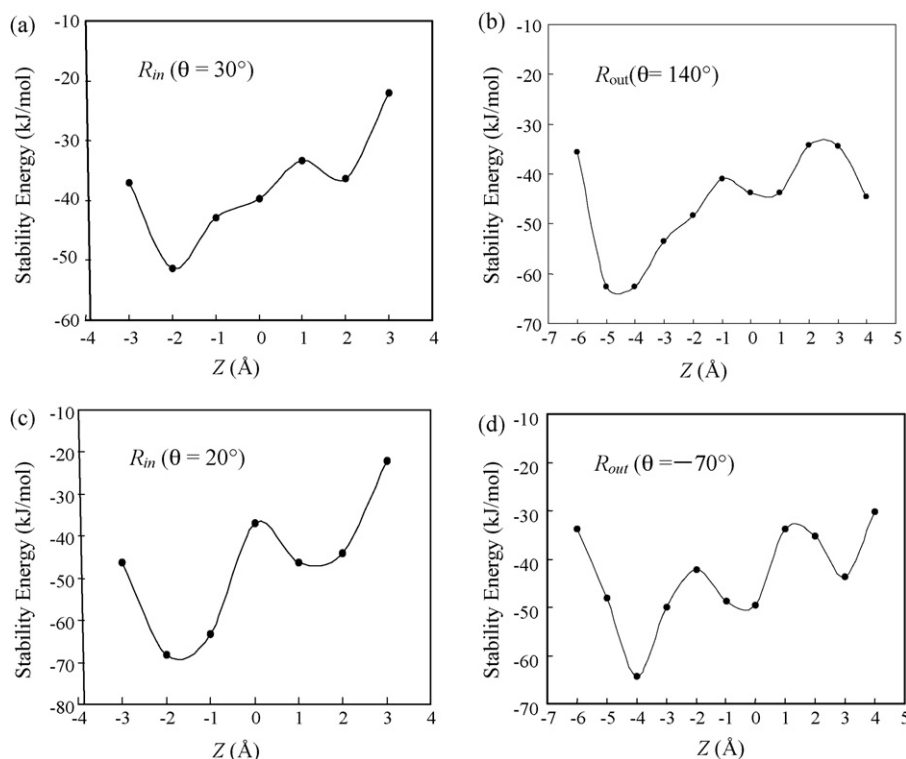 (a)
R_in (θ = 30°)
Stability Energy (kJ/mol)
-10
-20
-30
-40
-50
-60
-4 -3 -2 -1 0 1 2 3 4
Z (Å)
(b)
R_out(θ= 140°)
Stability Energy (kJ/mol)
-10
-20
-30
-40
-50
-60
-70
-7 -6 -5 -4 -3 -2 -1 0 1 2 3 4 5
Z (Å)
(c)
R_in (θ = 20°)
Stability Energy (kJ/mol)
-10
-20
-30
-40
-50
-60
-70
-80
-4 -3 -2 -1 0 1 2 3 4
Z (Å)
(d)
R_out (θ =−70°)
Stability Energy (kJ/mol)
-10
-20
-30
-40
-50
-60
-70
-7 -6 -5 -4 -3 -2 -1 0 1 2 3 4 5
Z (Å)